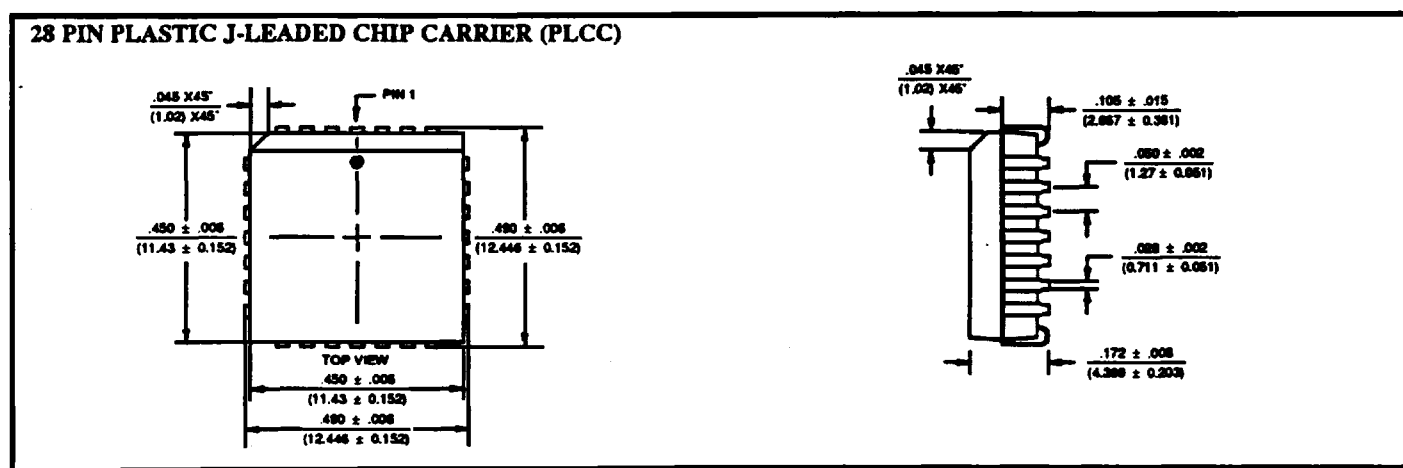 28 PIN PLASTIC J-LEADED CHIP CARRIER (PLCC)
.045 X45°
(1.02) X45°
PIN 1
.450 ± .006
(11.43 ± 0.152)
.490 ± .006
(12.446 ± 0.152)
TOP VIEW
.450 ± .006
(11.43 ± 0.152)
.490 ± .006
(12.446 ± 0.152)
.045 X45°
(1.02) X45°
.105 ± .015
(2.667 ± 0.381)
.050 ± .002
(1.27 ± 0.051)
.028 ± .002
(0.711 ± 0.051)
.172 ± .008
(4.369 ± 0.203)